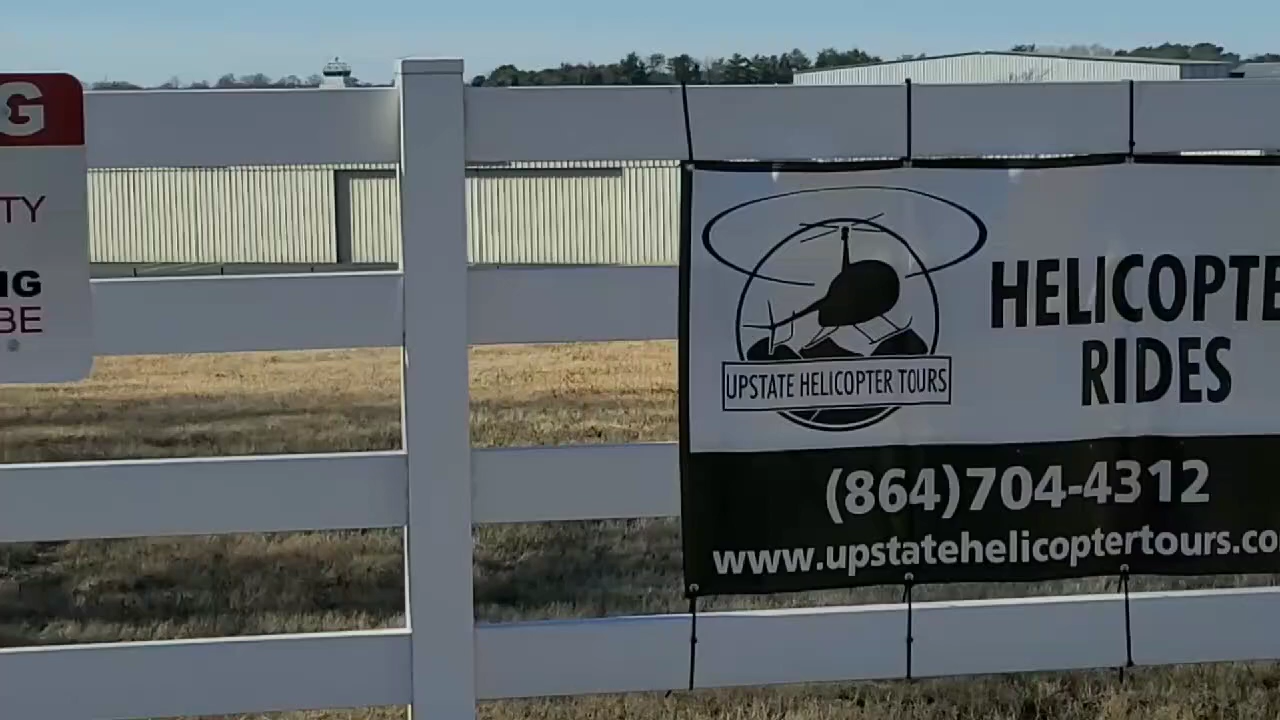 G
TY
NG
BE
HELICOPTE
RIDES
UPSTATE HELICOPTER TOURS
(864)704-4312
www.upstatehelicoptertours.co